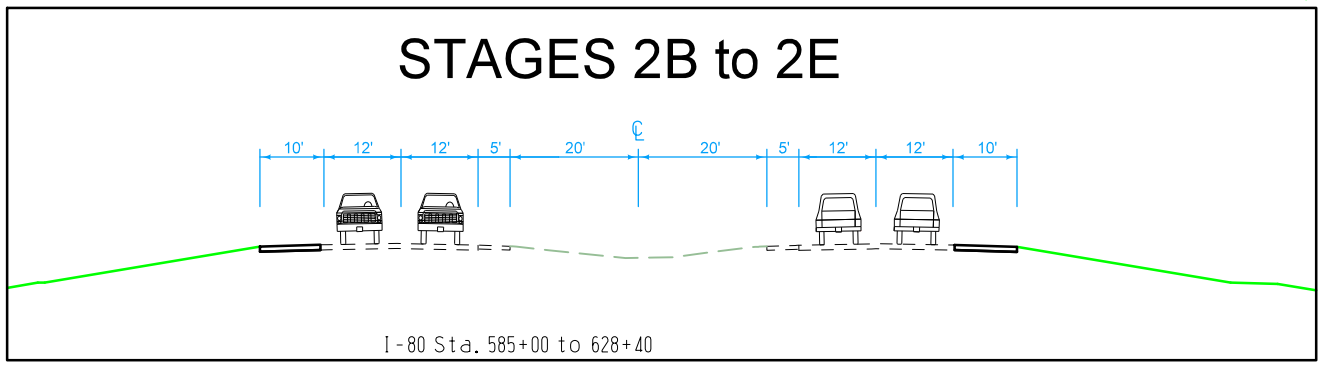 STAGES 2B to 2E
℄
10' 12' 12' 5' 20' 20' 5' 12' 12' 10'
I-80 Sta. 585+00 to 628+40